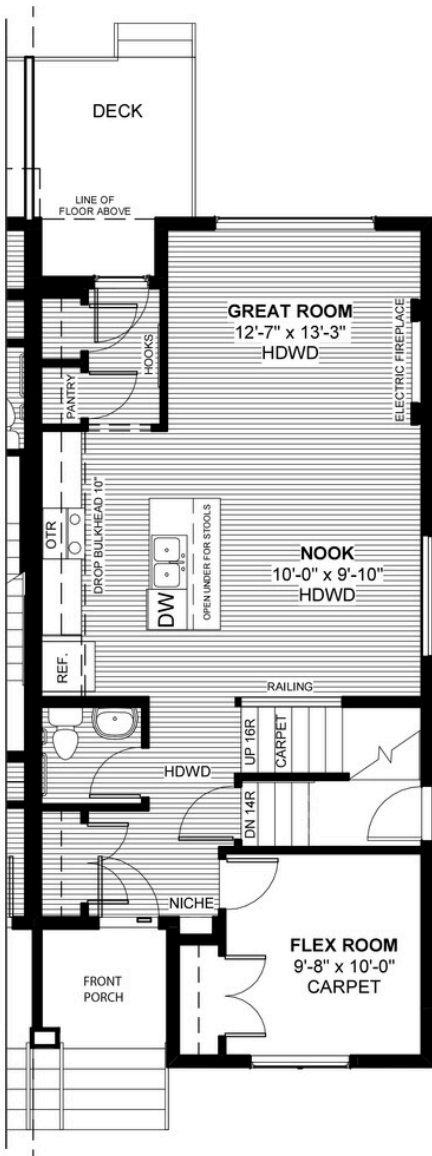 DECK
LINE OF
FLOOR ABOVE
GREAT ROOM
12'-7" x 13'-3"
HDWD
ELECTRIC FIREPLACE
HOOKS
PANTRY
DROP BULKHEAD 10"
OTR
OPEN UNDER FOR STOOLS
DW
NOOK
10'-0" x 9'-10"
HDWD
REF.
RAILING
UP 16R
CARPET
HDWD
DN 14R
NICHE
FLEX ROOM
9'-8" x 10'-0"
CARPET
FRONT
PORCH